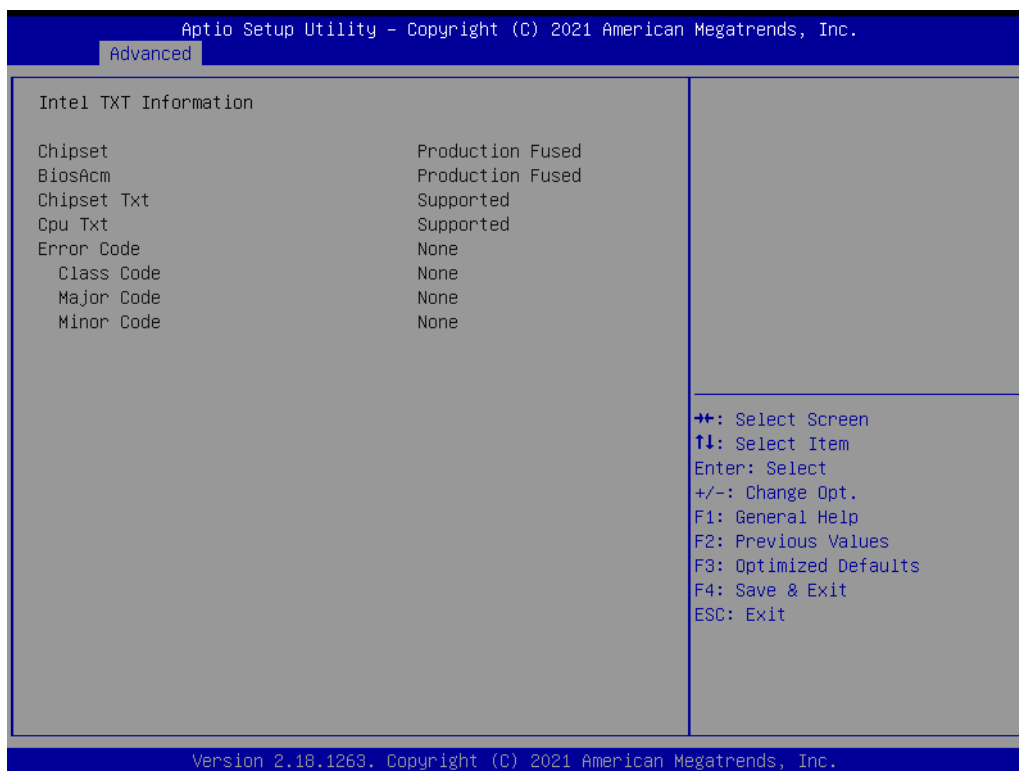 Aptio Setup Utility – Copyright (C) 2021 American Megatrends, Inc.
Advanced
Intel TXT Information
Chipset Production Fused
BiosAcm Production Fused
Chipset Txt Supported
Cpu Txt Supported
Error Code None
Class Code None
Major Code None
Minor Code None
→←: Select Screen
↑↓: Select Item
Enter: Select
+/-: Change Opt.
F1: General Help
F2: Previous Values
F3: Optimized Defaults
F4: Save & Exit
ESC: Exit
Version 2.18.1263. Copyright (C) 2021 American Megatrends, Inc.